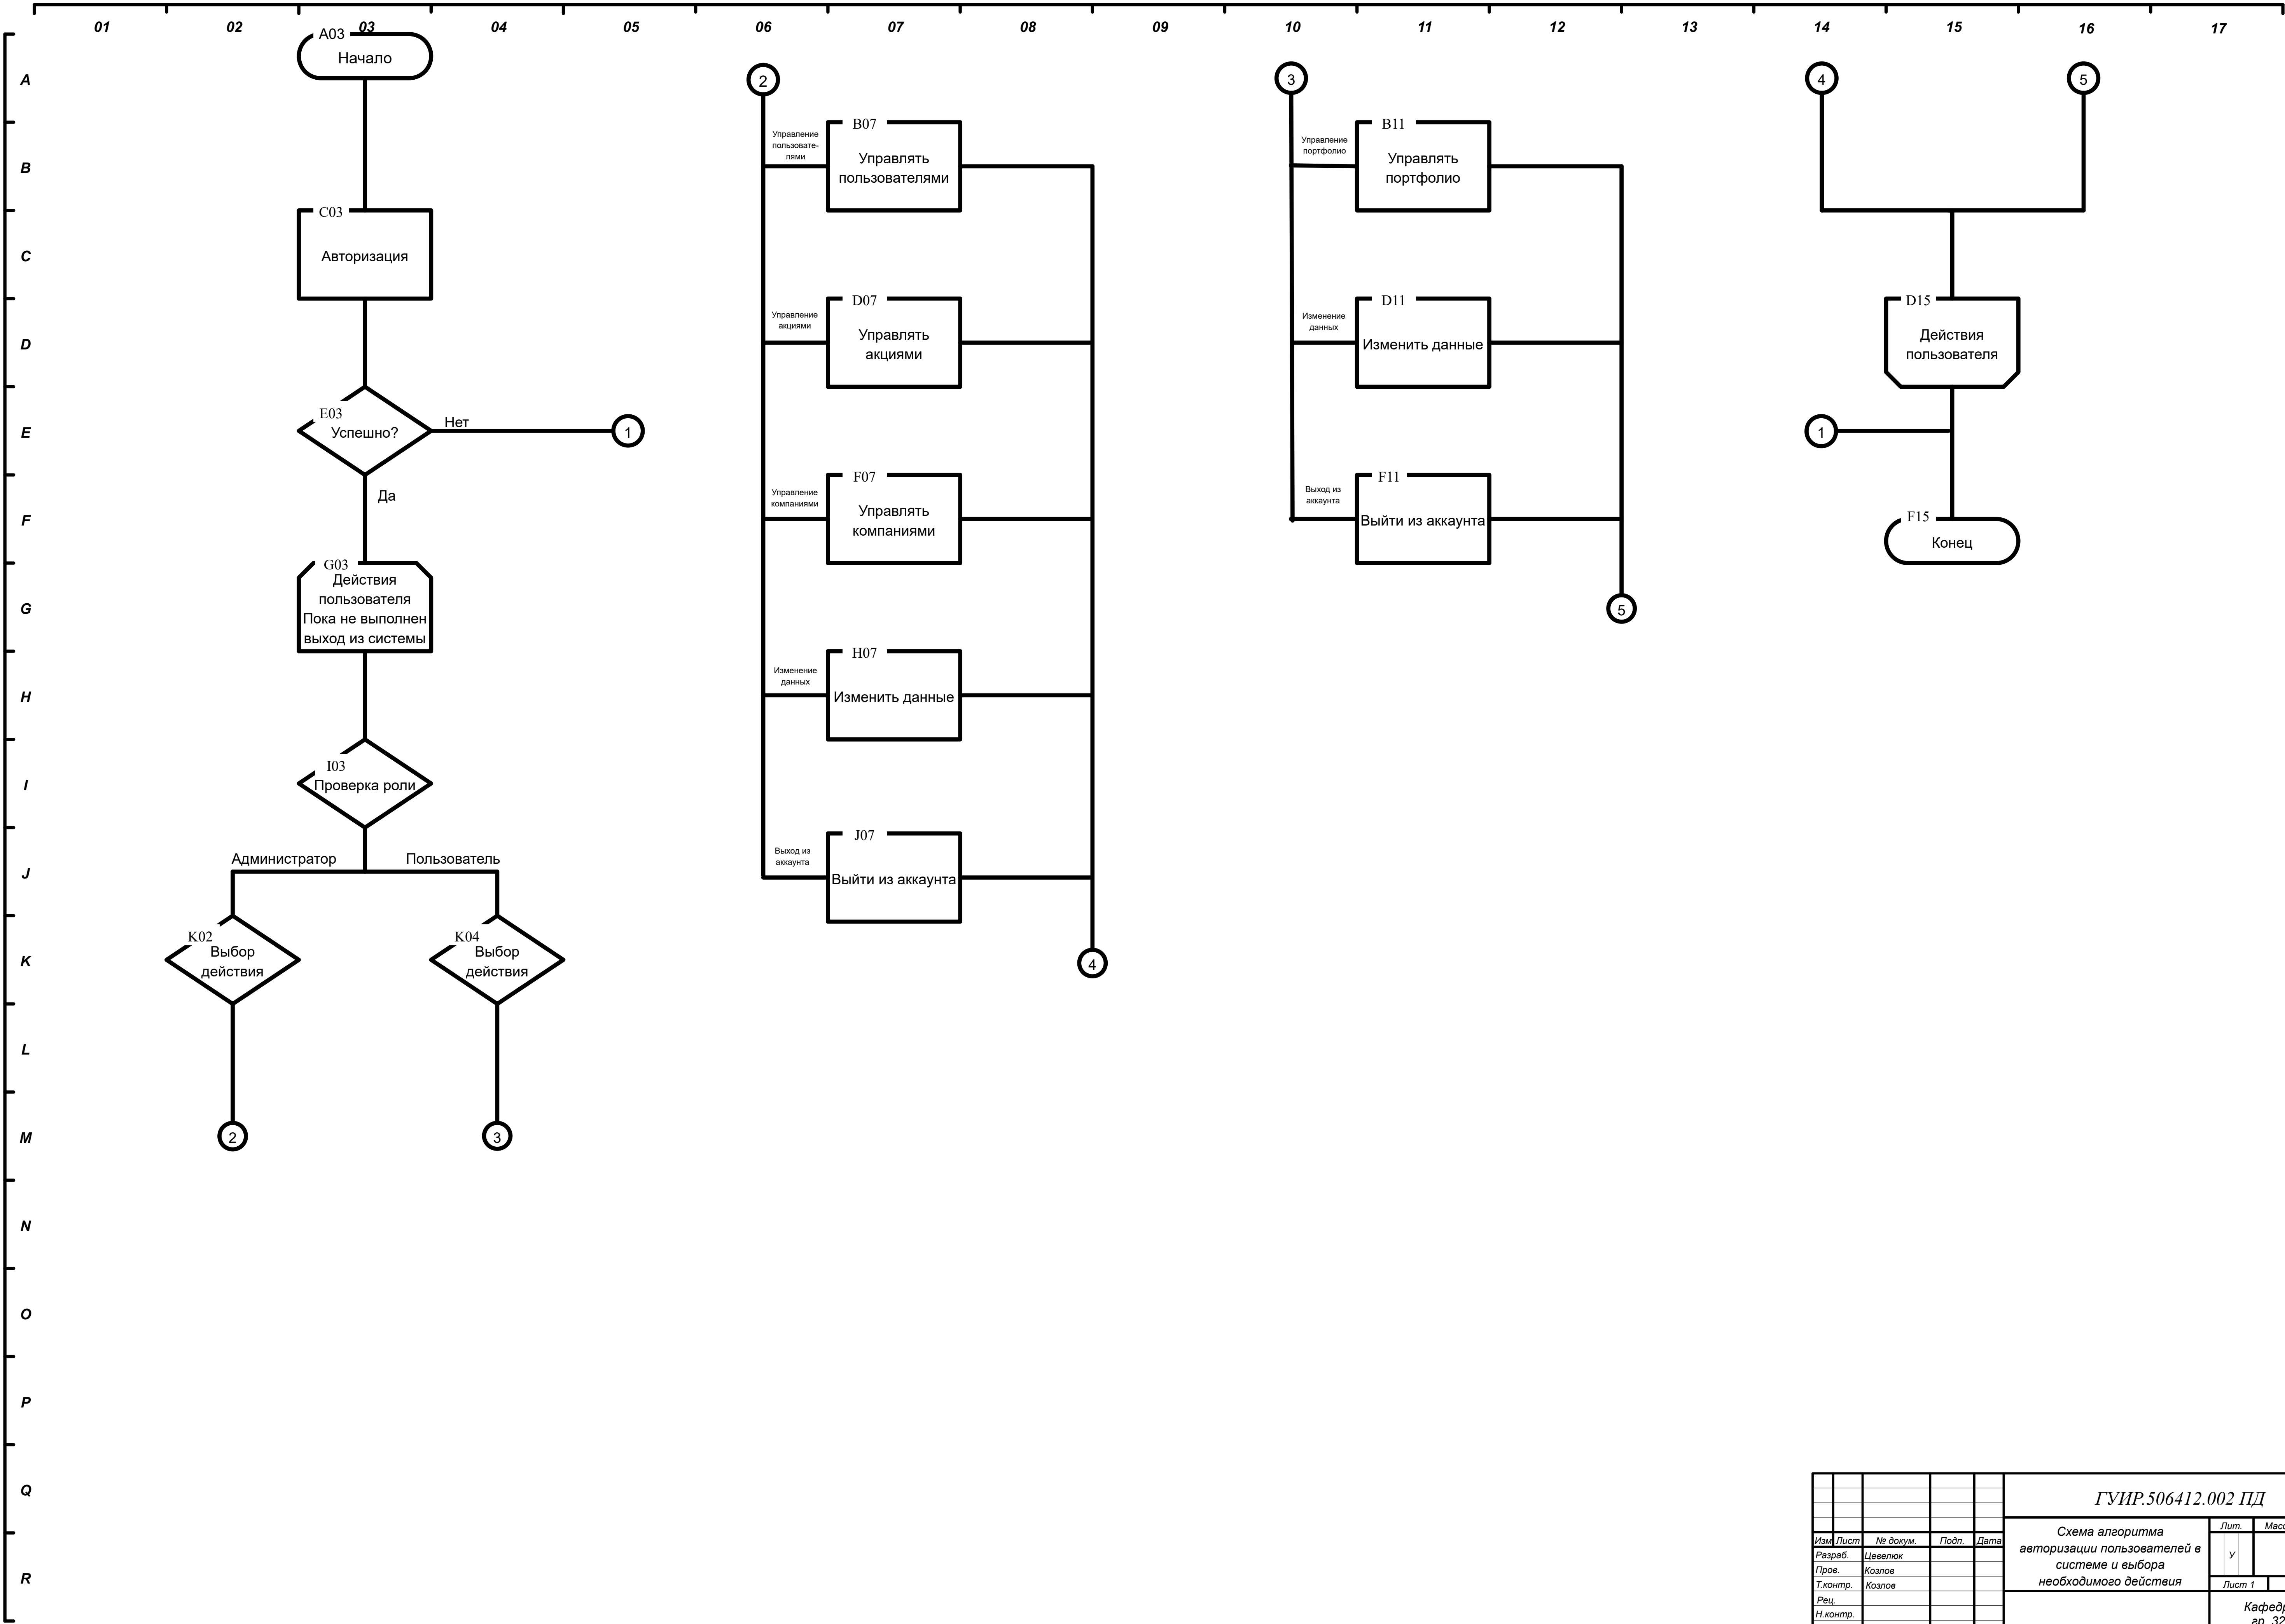 01 02 03 04 05 06 07 08 09 10 11 12 13 14 15 16 17
A
B
C
D
E
F
G
H
I
J
K
L
M
N
O
P
Q
R
A03
Начало
C03
Авторизация
E03
Успешно?
Нет
1
Да
G03
Действия
пользователя
Пока не выполнен
выход из системы
I03
Проверка роли
Администратор
Пользователь
K02
Выбор
действия
K04
Выбор
действия
2
3
2
Управление
пользовате-
лями
B07
Управлять
пользователями
Управление
акциями
D07
Управлять
акциями
Управление
компаниями
F07
Управлять
компаниями
Изменение
данных
H07
Изменить данные
Выход из
аккаунта
J07
Выйти из аккаунта
4
3
Управление
портфолио
B11
Управлять
портфолио
Изменение
данных
D11
Изменить данные
Выход из
аккаунта
F11
Выйти из аккаунта
5
4
5
D15
Действия
пользователя
1
F15
Конец
ГУИР.506412.002 ПД
Изм Лист № докум. Подп. Дата
Разраб. Цевелюк
Пров. Козлов
Т.контр. Козлов
Рец.
Н.контр.
Схема алгоритма
авторизации пользователей в
системе и выбора
необходимого действия
Лит.
У
Лист 1